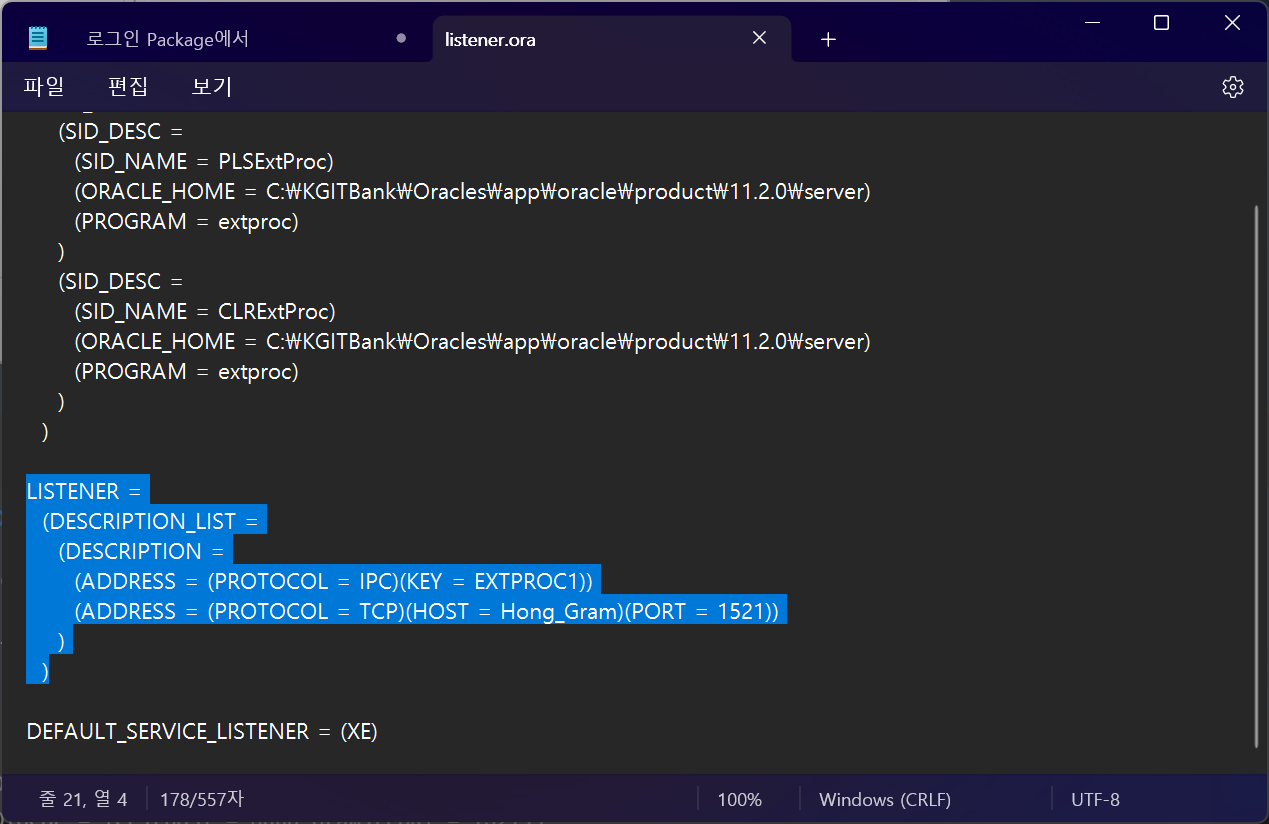 로그인 Package에서
listener.ora
파일 편집 보기
(SID_DESC =
(SID_NAME = PLSExtProc)
(ORACLE_HOME = C:₩KGITBank₩Oracles₩app₩oracle₩product₩11.2.0₩server)
(PROGRAM = extproc)
)
(SID_DESC =
(SID_NAME = CLRExtProc)
(ORACLE_HOME = C:₩KGITBank₩Oracles₩app₩oracle₩product₩11.2.0₩server)
(PROGRAM = extproc)
)
)
LISTENER =
(DESCRIPTION_LIST =
(DESCRIPTION =
(ADDRESS = (PROTOCOL = IPC)(KEY = EXTPROC1))
(ADDRESS = (PROTOCOL = TCP)(HOST = Hong_Gram)(PORT = 1521))
)
)
DEFAULT_SERVICE_LISTENER = (XE)
줄 21, 열 4 178/557자 100% Windows (CRLF) UTF-8